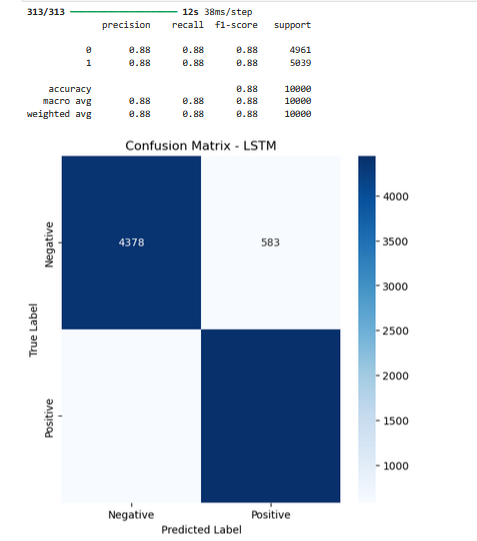 313/313 ━━━━━━━━━━━━━━━━━━━━ 12s 38ms/step
precision recall f1-score support
0 0.88 0.88 0.88 4961
1 0.88 0.88 0.88 5039
accuracy 0.88 10000
macro avg 0.88 0.88 0.88 10000
weighted avg 0.88 0.88 0.88 10000
Confusion Matrix - LSTM
True Label
Negative
4378 583
Positive
Negative Positive
Predicted Label
4000
3500
3000
2500
2000
1500
1000